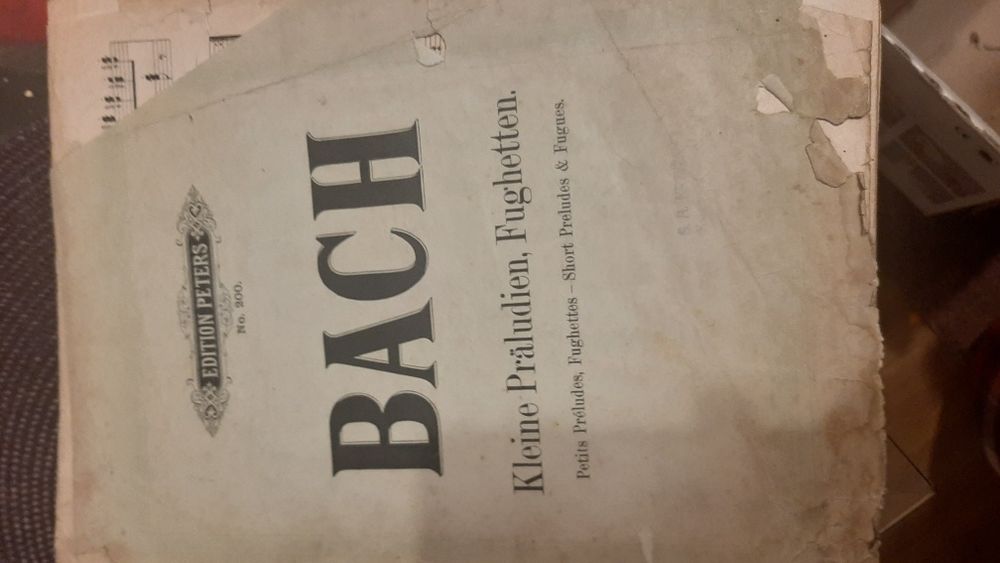 EDITION PETERS
No. 200.
BACH
Kleine Präludien, Fughetten.
Petits Préludes, Fughettes – Short Preludes & Fugues.